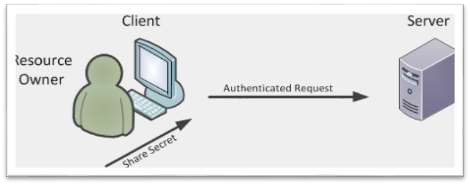 Client
Server
Resource
Owner
Authenticated Request
Share Secret